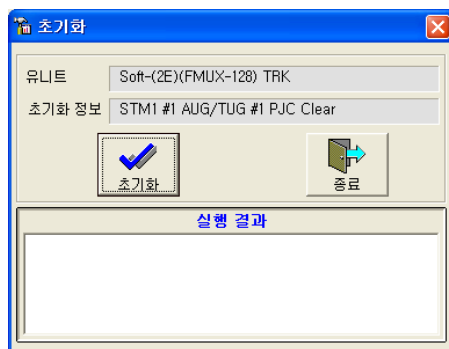 초기화
유니트 Soft-(2E)(FMUX-128) TRK
초기화 정보 STM1 #1 AUG/TUG #1 PJC Clear
초기화 종료
실행 결과